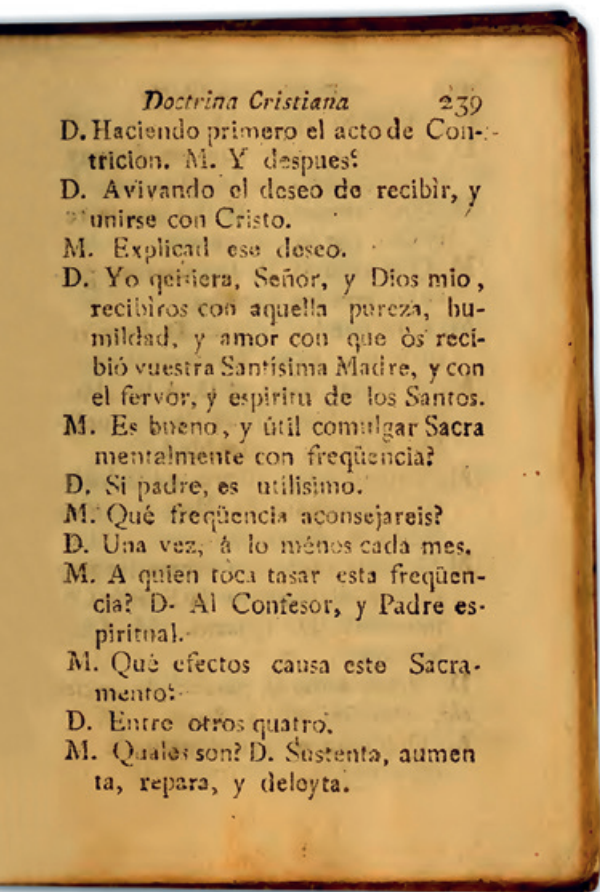 Doctrina Cristiana 239
D. Haciendo primero el acto de Con-
tricion. M. Y despues?
D. Avivando el deseo de recibir, y
unirse con Cristo.
M. Explicad ese deseo.
D. Yo qeisiera, Señor, y Dios mio,
recibiros con aquella pureza, hu-
mildad, y amor con que òs reci-
bió vuestra Santísima Madre, y con
el fervor, y espiritu de los Santos.
M. Es bueno, y útil comulgar Sacra
mentalmente con freqüencia?
D. Si padre, es utilisimo.
M. Qué freqüencia aconsejareis?
D. Una vez, á lo ménos cada mes.
M. A quien toca tasar esta freqüen-
cia? D- Al Confesor, y Padre es-
piritual.
M. Qué efectos causa este Sacra-
mento?
D. Entre otros quatro.
M. Quales son? D. Sustenta, aumen
ta, repara, y deleyta.